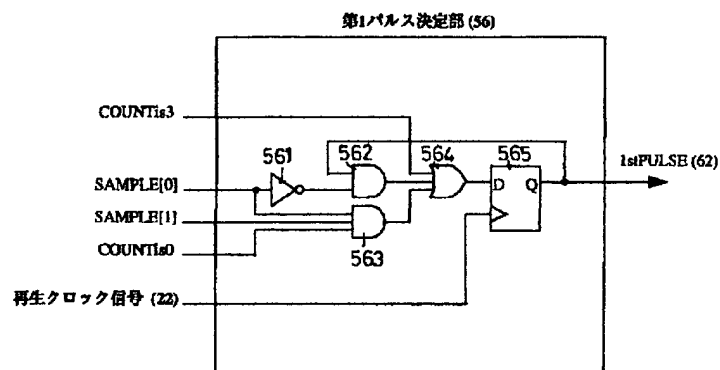 第1パルス決定部 (56)
COUNTis3
561
562
564
565
1stPULSE (62)
SAMPLE[0]
D Q
SAMPLE[1]
COUNTis0
563
再生クロック信号 (22)